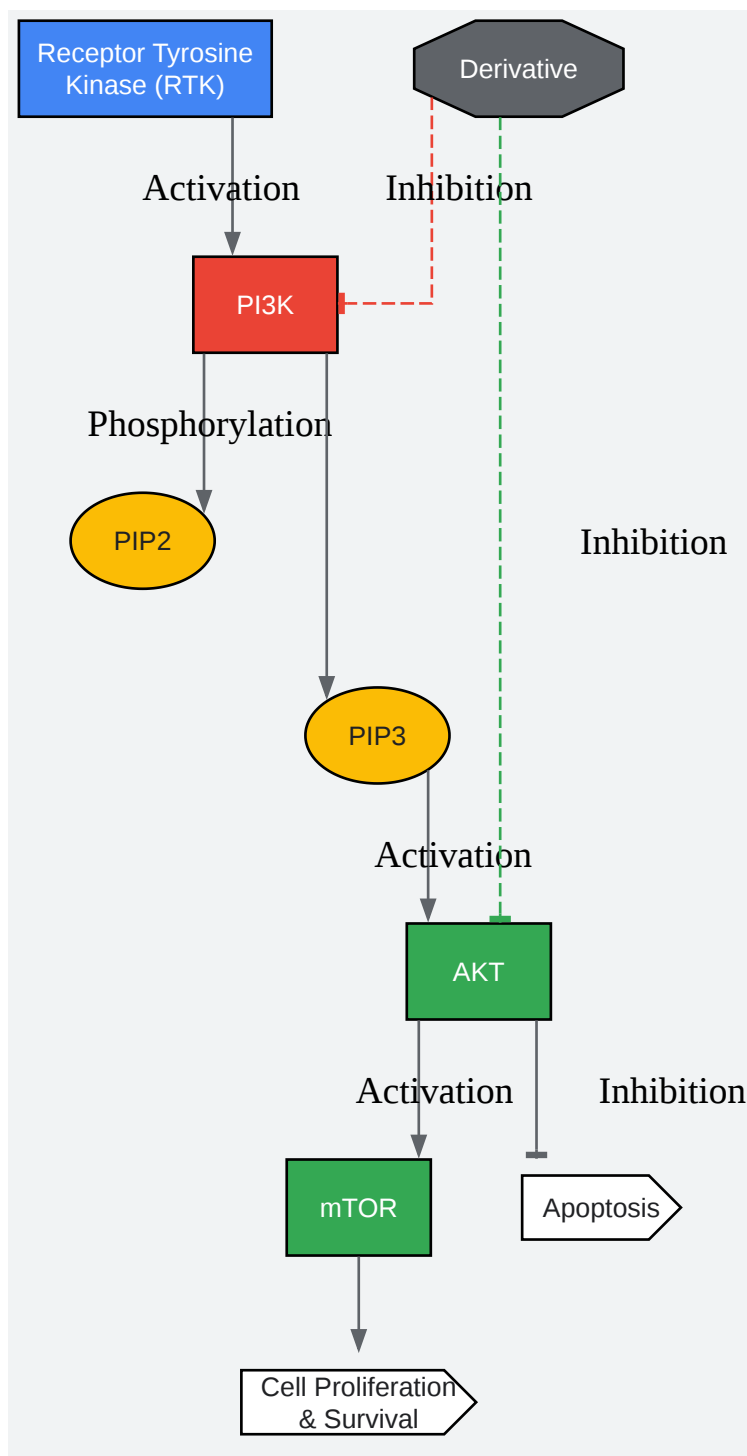 Receptor Tyrosine
Kinase (RTK)
Derivative
Activation
Inhibition
PI3K
Phosphorylation
PIP2
Inhibition
PIP3
Activation
AKT
Activation
Inhibition
mTOR
Apoptosis
Cell Proliferation
& Survival